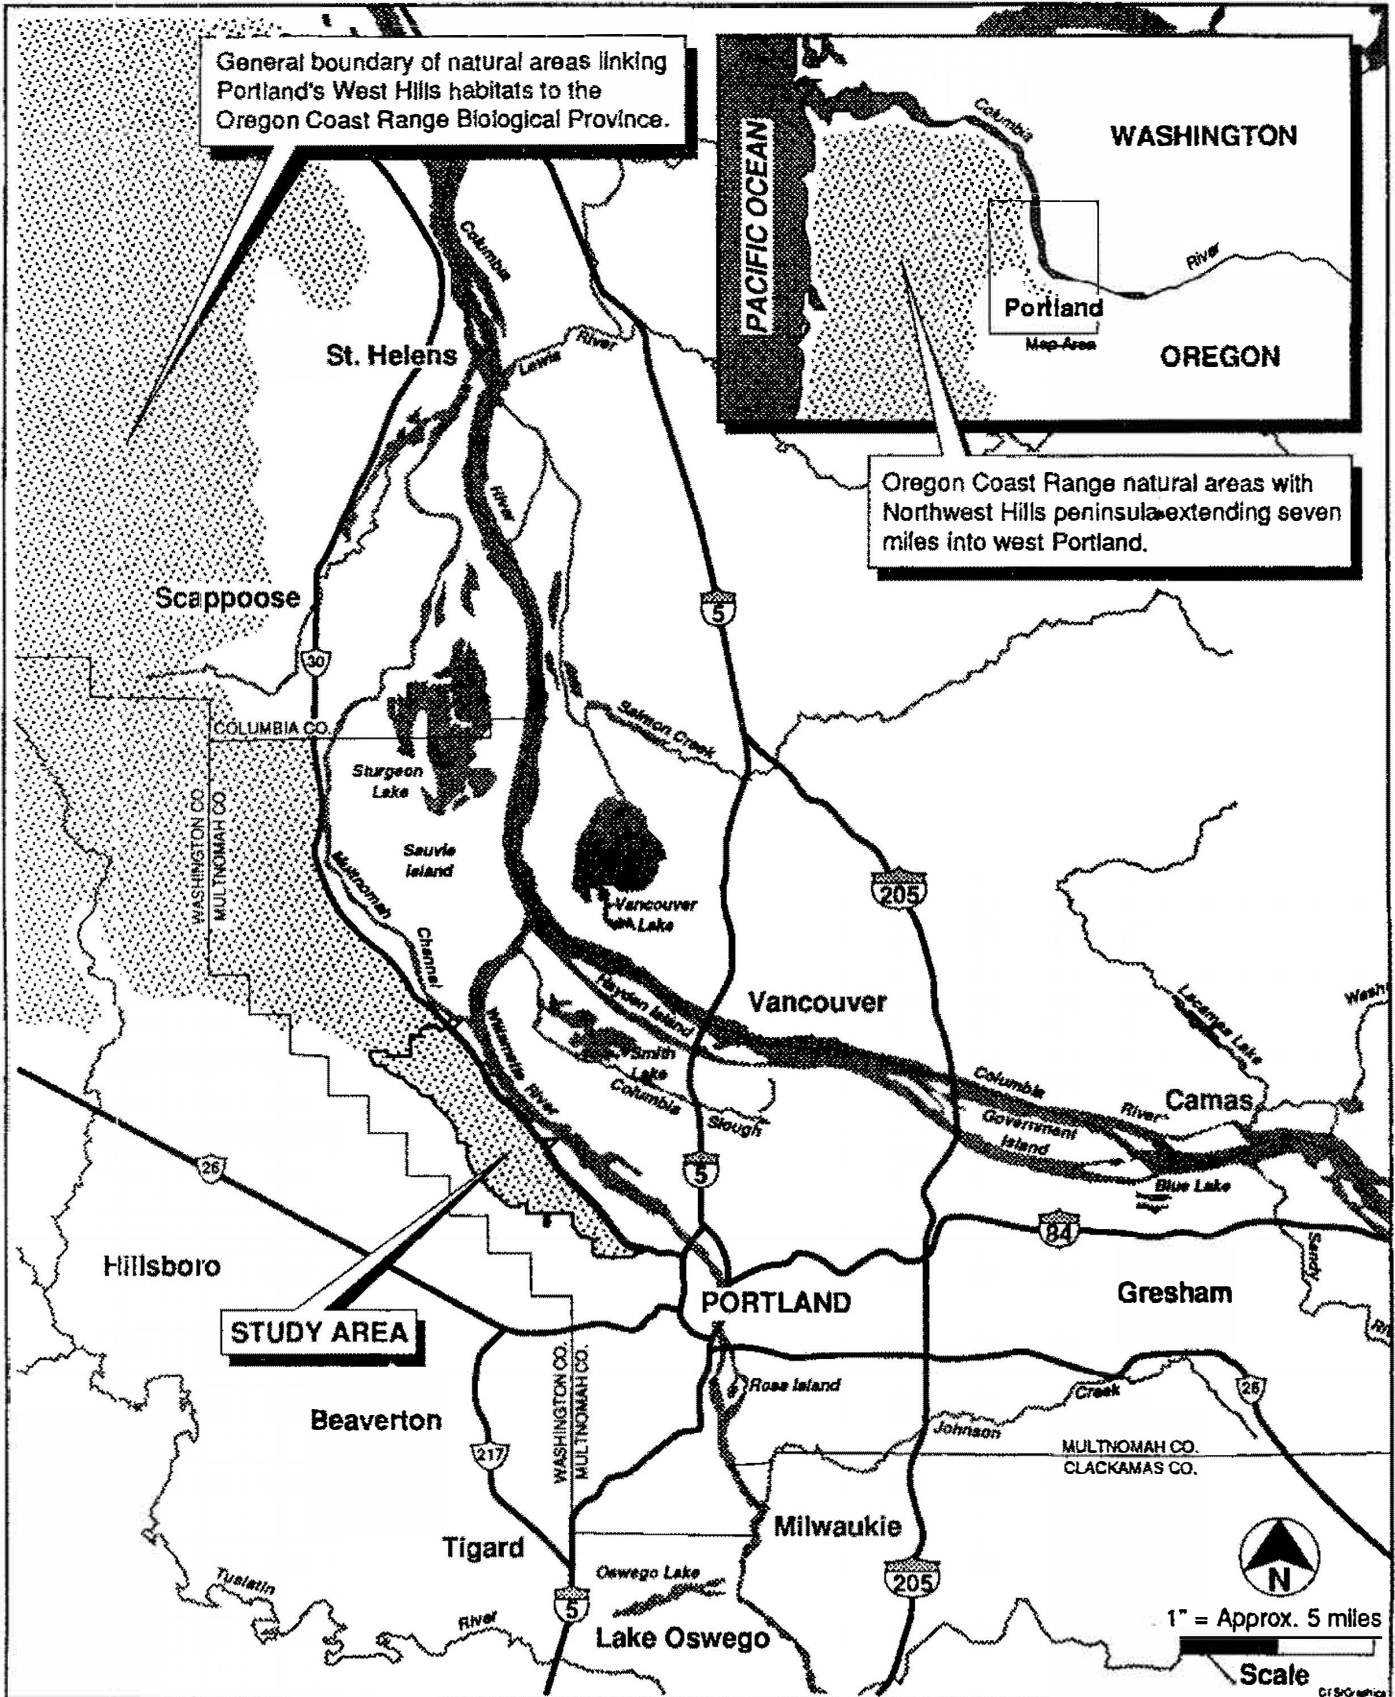 General boundary of natural areas linking
Portland's West Hills habitats to the
Oregon Coast Range Biological Province.
PACIFIC OCEAN
Columbia
WASHINGTON
River
Portland
Map Area
OREGON
Oregon Coast Range natural areas with
Northwest Hills peninsula extending seven
miles into west Portland.
Columbia
St. Helens
Lewis River
River
Scappoose
5
30
COLUMBIA CO.
Salmon Creek
Sturgeon
Lake
WASHINGTON CO.
MULTNOMAH CO.
Sauvie
Island
Multnomah
Channel
Vancouver
Lake
205
Hayden Island
Vancouver
Lacamas Lake
Willamette River
Smith
Lake
Columbia
Slough
Columbia
River
Camas
Government
Island
Blue Lake
26
5
84
Sandy
Hillsboro
PORTLAND
Gresham
STUDY AREA
WASHINGTON CO.
MULTNOMAH CO.
Ross Island
Creek
26
Beaverton
Johnson
217
MULTNOMAH CO.
CLACKAMAS CO.
Milwaukie
Tigard
N
Tualatin
Oswego Lake
205
5
River
Lake Oswego
1" = Approx. 5 miles
Scale